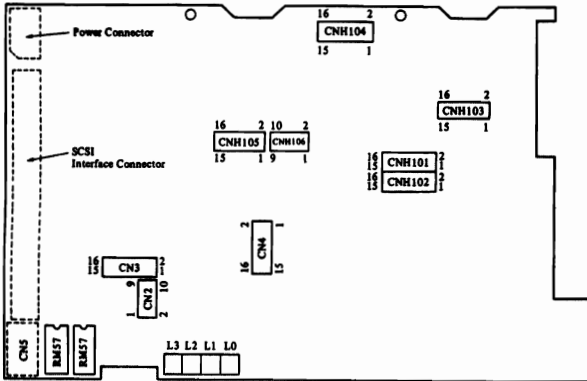 Power Connector
16 2
CNH104
15 1
16 2
CNH103
15 1
16 2 10 2
CNH105 CNH106
15 1 9 1
SCSI
Interface Connector
16 2
15 CNH101 1
16 2
15 CNH102 1
2 1
CN4
16 15
16 2
15 CN3 1
9 10
CN2
1 2
L3 L2 L1 L0
CN5
RM57
RM57